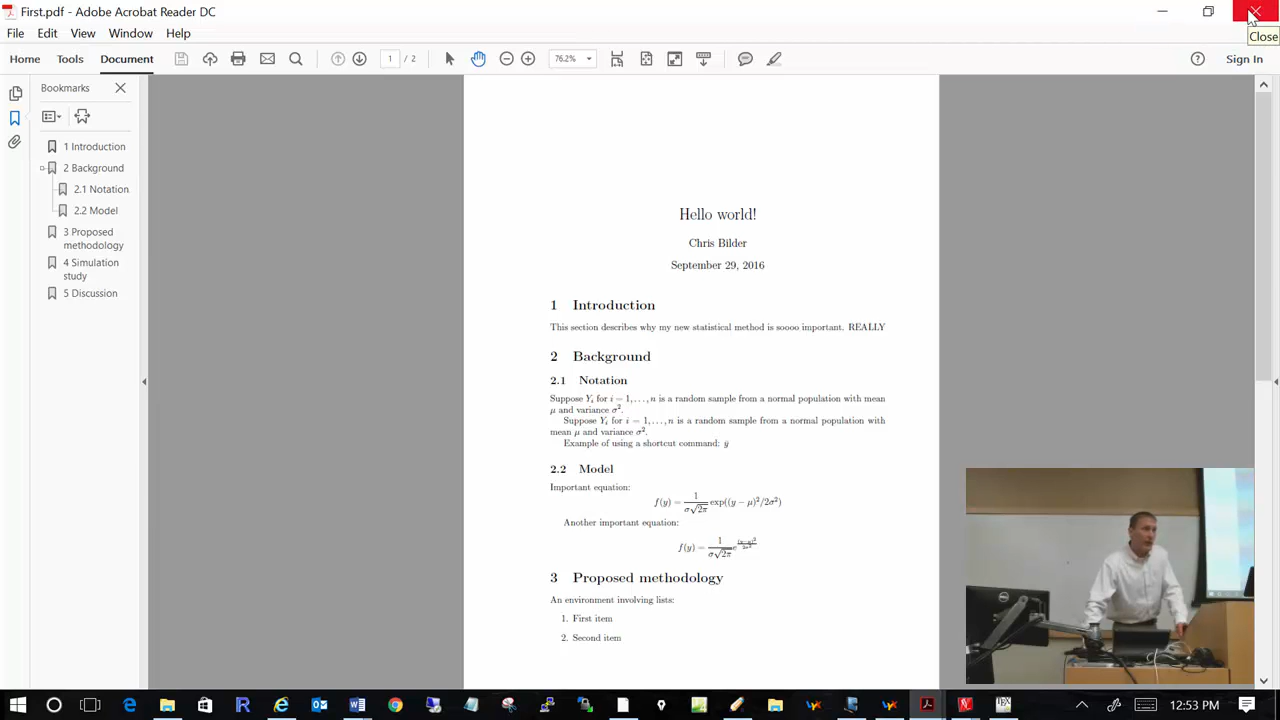 First.pdf - Adobe Acrobat Reader DC
Close
File Edit View Window Help
Home Tools Document
1 / 2
76.2%
Sign In
Bookmarks
1 Introduction
2 Background
2.1 Notation
2.2 Model
3 Proposed
methodology
4 Simulation
study
5 Discussion
Hello world!
Chris Bilder
September 29, 2016
1 Introduction
This section describes why my new statistical method is soooo important. REALLY
2 Background
2.1 Notation
Suppose Yᵢ for i = 1, . . . , n is a random sample from a normal population with mean
μ and variance σ².
Suppose Yᵢ for i = 1, . . . , n is a random sample from a normal population with
mean μ and variance σ².
Example of using a shortcut command: ȳ
2.2 Model
Important equation:
f(y) = 1/(σ√2π) exp((y − μ)²/2σ²)
Another important equation:
f(y) = 1/(σ√2π) e^((y−μ)²/2σ²)
3 Proposed methodology
An environment involving lists:
1. First item
2. Second item
DELL
12:53 PM